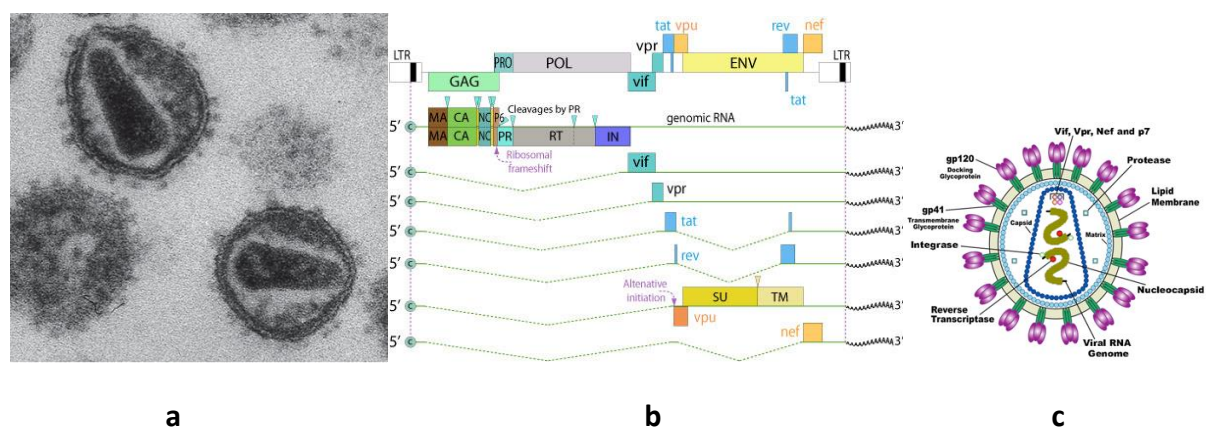 tat
vpu
rev
nef
LTR
vpr
LTR
PRO
POL
ENV
GAG
vif
tat
MA
CA
NC
P6
Cleavages by PR
genomic RNA
5'
C
3'
MA
CA
NC
PR
RT
IN
Ribosomal
frameshift
vif
5'
C
3'
vpr
5'
C
3'
tat
5'
C
3'
rev
5'
C
3'
Altenative
initiation
SU
TM
5'
C
3'
vpu
nef
5'
C
3'
Vif, Vpr, Nef and p7
gp120
Docking
Glycoprotein
Protease
Lipid
Membrane
gp41
Transmembrane
Glycoprotein
Capsid
Matrix
Integrase
Nucleocapsid
Reverse
Transcriptase
Viral RNA
Genome
a
b
c